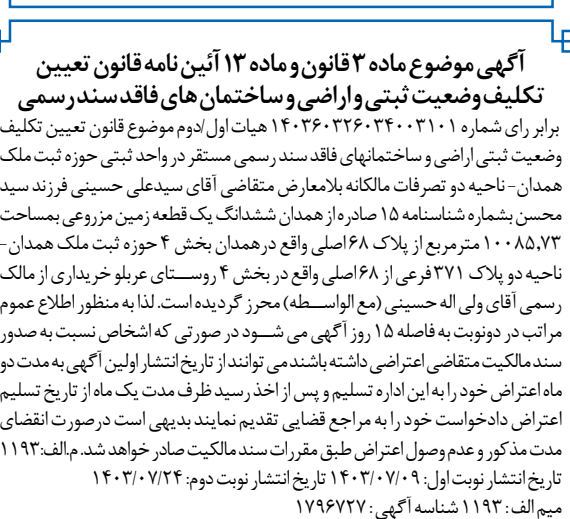 آگهی موضوع ماده ۳ قانون و ماده ۱۳ آئین نامه قانون تعیین
تکلیف وضعیت ثبتی و اراضی و ساختمان های فاقد سند رسمی
برابر رای شماره ۱۴۰۳۶۰۳۲۶۰۳۴۰۰۳۱۰۱ هیات اول/دوم موضوع قانون تعیین تکلیف
وضعیت ثبتی اراضی و ساختمانهای فاقد سند رسمی مستقر در واحد ثبتی حوزه ثبت ملک
همدان- ناحیه دو تصرفات مالکانه بلامعارض متقاضی آقای سیدعلی حسینی فرزند سید
محسن بشماره شناسنامه ۱۵ صادره از همدان ششدانگ یک قطعه زمین مزروعی بمساحت
۱۰۰۸۵,۷۳ مترمربع از پلاک ۶۸ اصلی واقع درهمدان بخش ۴ حوزه ثبت ملک همدان-
ناحیه دو پلاک ۳۷۱ فرعی از ۶۸ اصلی واقع در بخش ۴ روستای عربلو خریداری از مالک
رسمی آقای ولی اله حسینی (مع الواسطه) محرز گردیده است. لذا به منظور اطلاع عموم
مراتب در دونوبت به فاصله ۱۵ روز آگهی می شود در صورتی که اشخاص نسبت به صدور
سند مالکیت متقاضی اعتراضی داشته باشند می توانند از تاریخ انتشار اولین آگهی به مدت دو
ماه اعتراض خود را به این اداره تسلیم و پس از اخذ رسید ظرف مدت یک ماه از تاریخ تسلیم
اعتراض دادخواست خود را به مراجع قضایی تقدیم نمایند بدیهی است درصورت انقضای
مدت مذکور و عدم وصول اعتراض طبق مقررات سند مالکیت صادر خواهد شد. م.الف:۱۱۹۳
تاریخ انتشار نوبت اول: ۱۴۰۳/۰۷/۰۹ تاریخ انتشار نوبت دوم: ۱۴۰۳/۰۷/۲۴
میم الف : ۱۱۹۳ شناسه آگهی : ۱۷۹۶۷۲۷